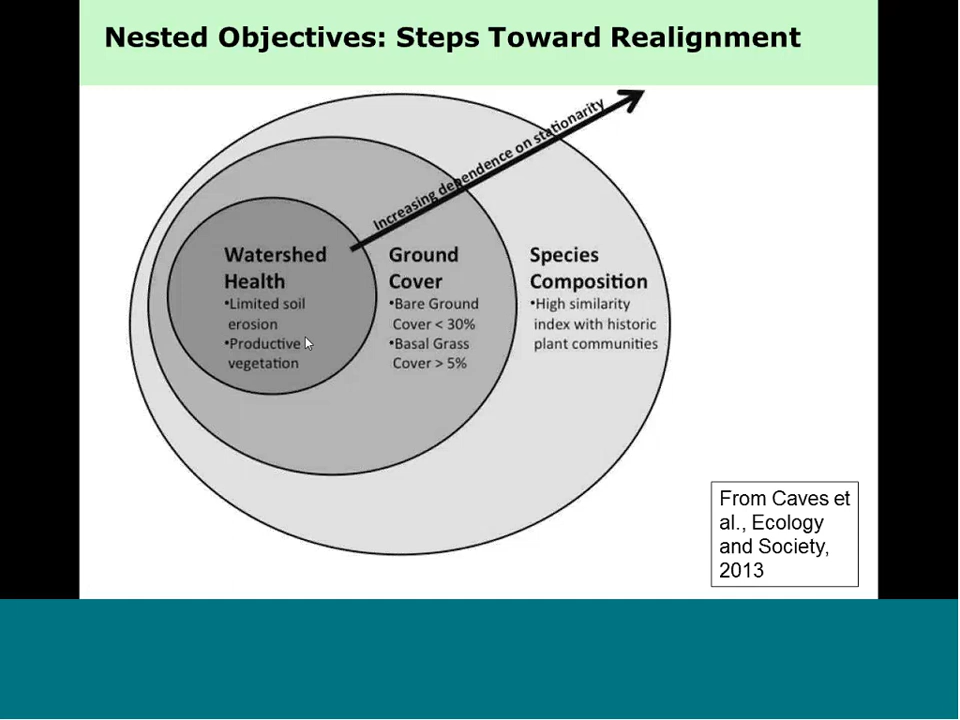 Nested Objectives: Steps Toward Realignment
Increasing dependence on stationarity
Watershed
Health
•Limited soil
erosion
•Productive
vegetation
Ground
Cover
•Bare Ground
Cover < 30%
•Basal Grass
Cover > 5%
Species
Composition
•High similarity
index with historic
plant communities
From Caves et
al., Ecology
and Society,
2013